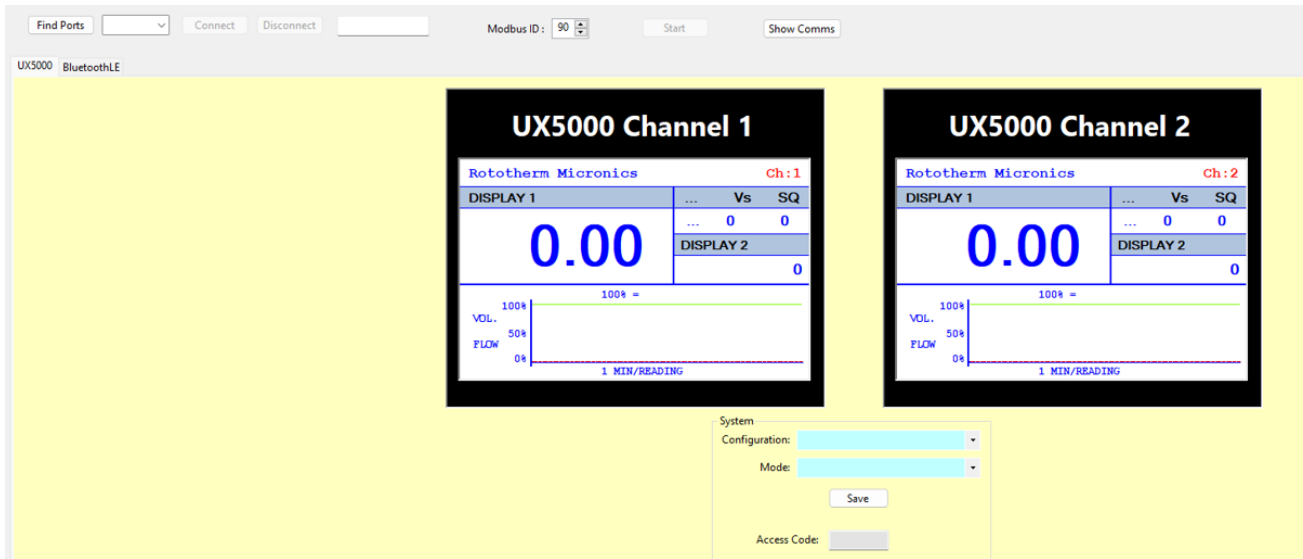 Find Ports Connect Disconnect Modbus ID : 90 Start Show Comms
UX5000 BluetoothLE
UX5000 Channel 1
Rototherm Micronics Ch:1
DISPLAY 1 ... Vs SQ
... 0 0
0.00
DISPLAY 2
0
100% =
100%
VOL.
50%
FLOW
0%
1 MIN/READING
UX5000 Channel 2
Rototherm Micronics Ch:2
DISPLAY 1 ... Vs SQ
... 0 0
0.00
DISPLAY 2
0
100% =
100%
VOL.
50%
FLOW
0%
1 MIN/READING
System
Configuration:
Mode:
Save
Access Code: